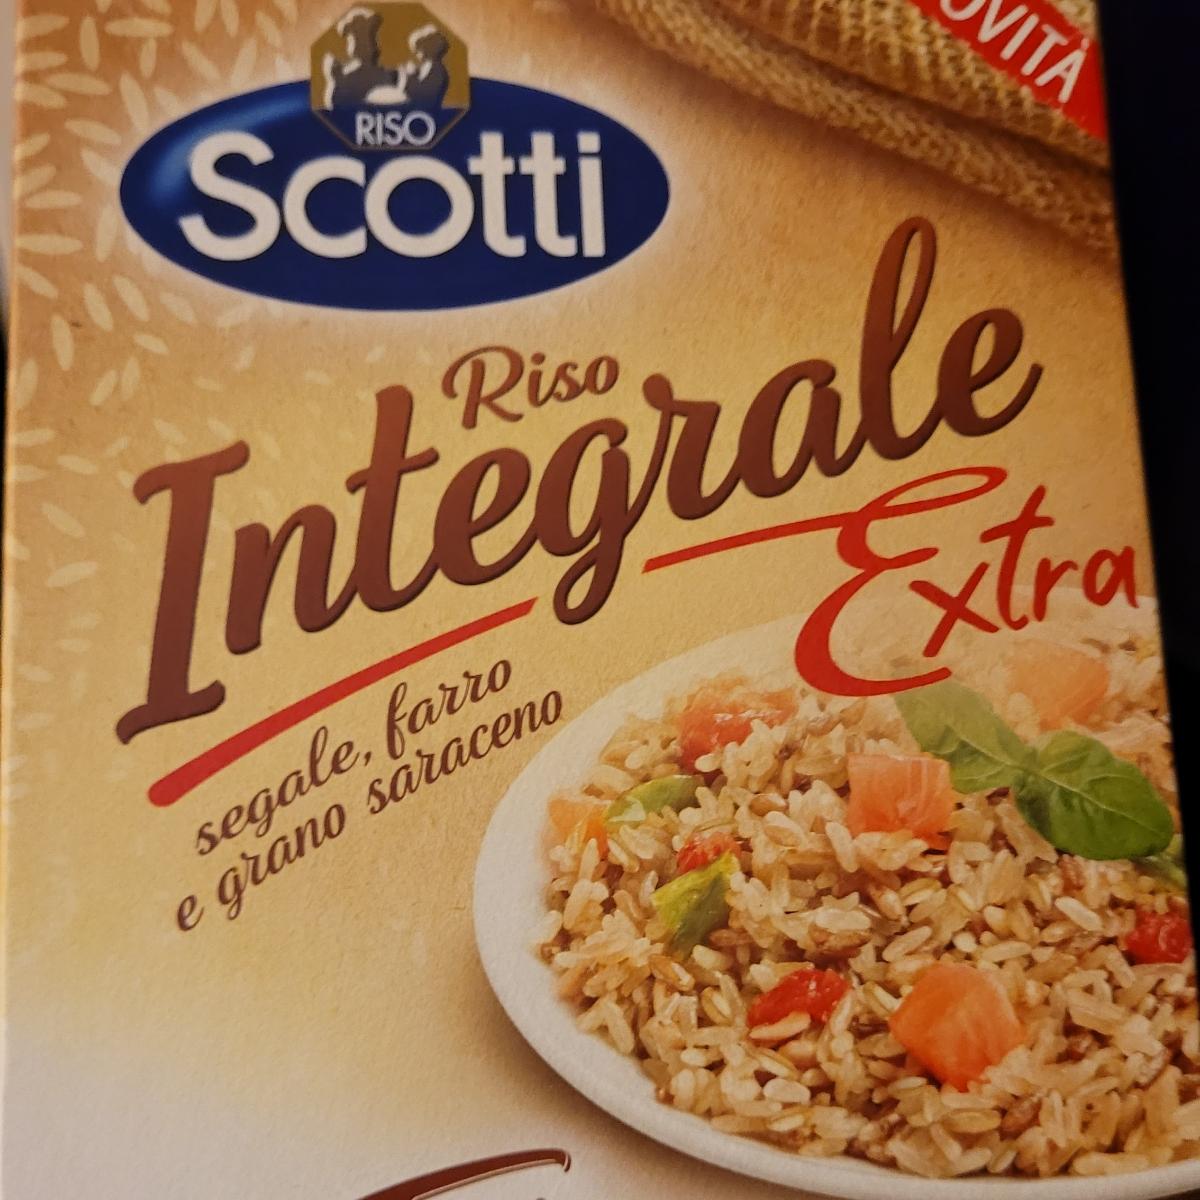 RISO
Scotti
Riso
Integrale
Extra
segale, farro
e grano saraceno